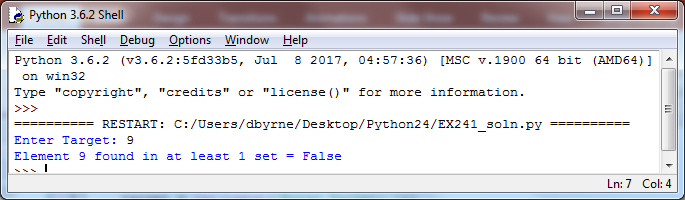 Python 3.6.2 Shell
File Edit Shell Debug Options Window Help
Python 3.6.2 (v3.6.2:5fd33b5, Jul  8 2017, 04:57:36) [MSC v.1900 64 bit (AMD64)]
 on win32
Type "copyright", "credits" or "license()" for more information.
>>>
========== RESTART: C:/Users/dbyrne/Desktop/Python24/EX241_soln.py ==========
Enter Target: 9
Element 9 found in at least 1 set = False
>>>
Ln: 7 Col: 4